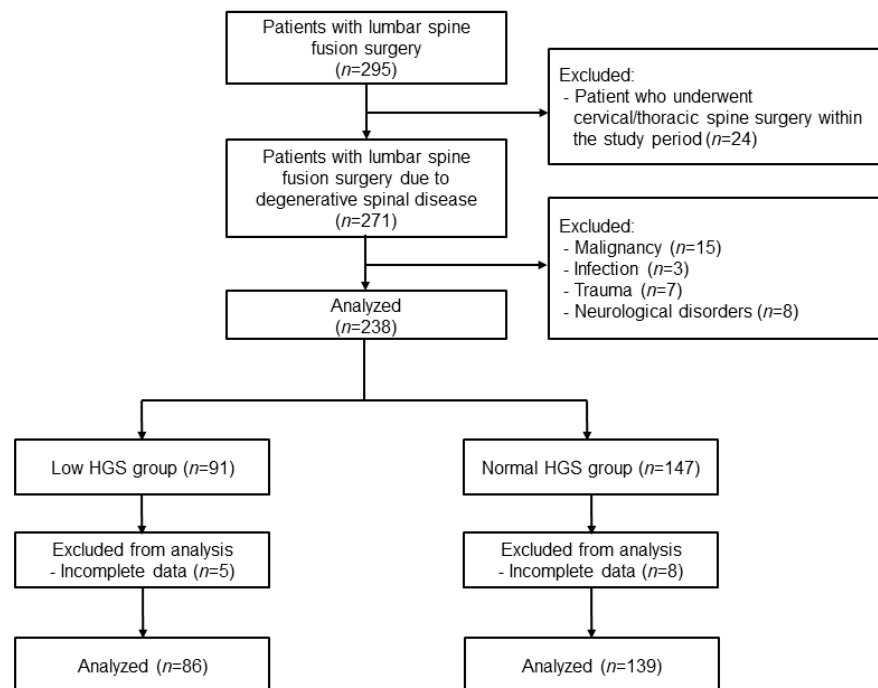 Patients with lumbar spine
fusion surgery
(n=295)
Excluded:
- Patient who underwent
cervical/thoracic spine surgery within
the study period (n=24)
Patients with lumbar spine
fusion surgery due to
degenerative spinal disease
(n=271)
Excluded:
- Malignancy (n=15)
- Infection (n=3)
- Trauma (n=7)
- Neurological disorders (n=8)
Analyzed
(n=238)
Low HGS group (n=91)
Normal HGS group (n=147)
Excluded from analysis
- Incomplete data (n=5)
Excluded from analysis
- Incomplete data (n=8)
Analyzed (n=86)
Analyzed (n=139)